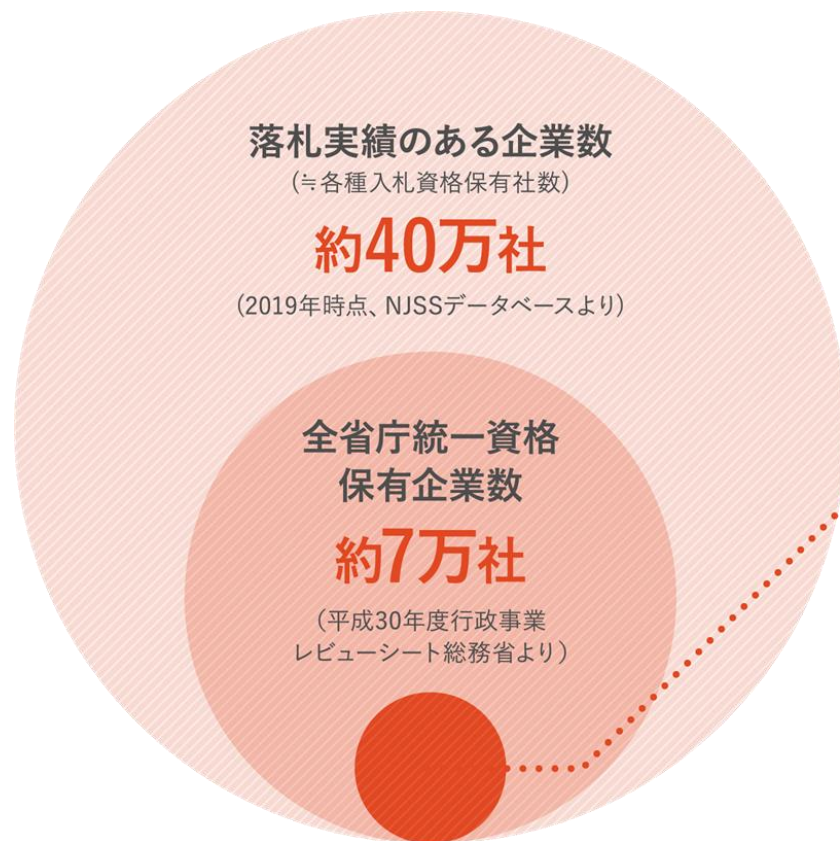 落札実績のある企業数
(≒各種入札資格保有社数)
約40万社
(2019年時点、NJSSデータベースより)
全省庁統一資格
保有企業数
約7万社
(平成30年度行政事業
レビューシート総務省より)